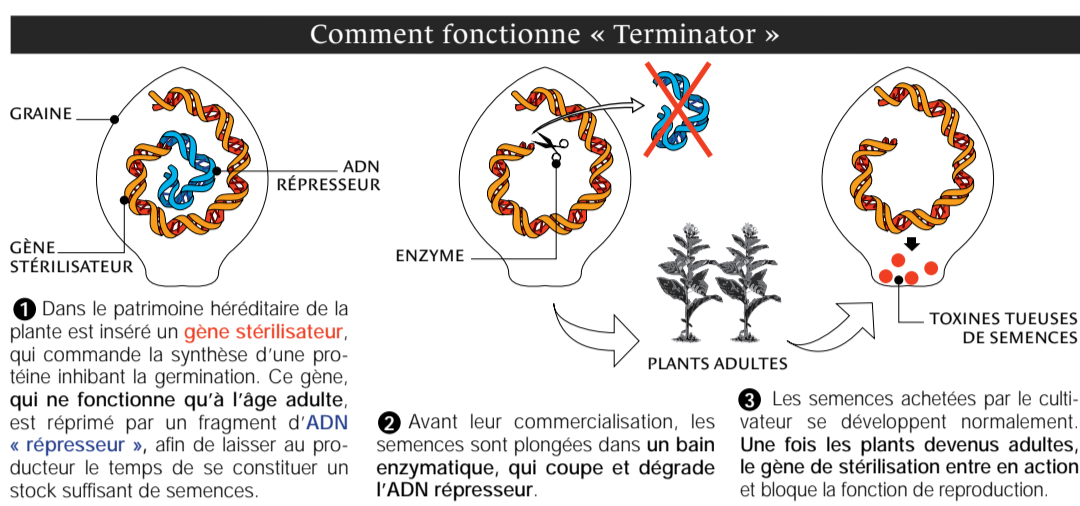 Comment fonctionne « Terminator »
GRAINE
ADN
RÉPRESSEUR
GÈNE
STÉRILISATEUR
ENZYME
PLANTS ADULTES
TOXINES TUEUSES
DE SEMENCES
1 Dans le patrimoine héréditaire de la
plante est inséré un gène stérilisateur,
qui commande la synthèse d'une pro-
téine inhibant la germination. Ce gène,
qui ne fonctionne qu'à l'âge adulte,
est réprimé par un fragment d'ADN
« répresseur », afin de laisser au pro-
ducteur le temps de se constituer un
stock suffisant de semences.
2 Avant leur commercialisation, les
semences sont plongées dans un bain
enzymatique, qui coupe et dégrade
l'ADN répresseur.
3 Les semences achetées par le culti-
vateur se développent normalement.
Une fois les plants devenus adultes,
le gène de stérilisation entre en action
et bloque la fonction de reproduction.